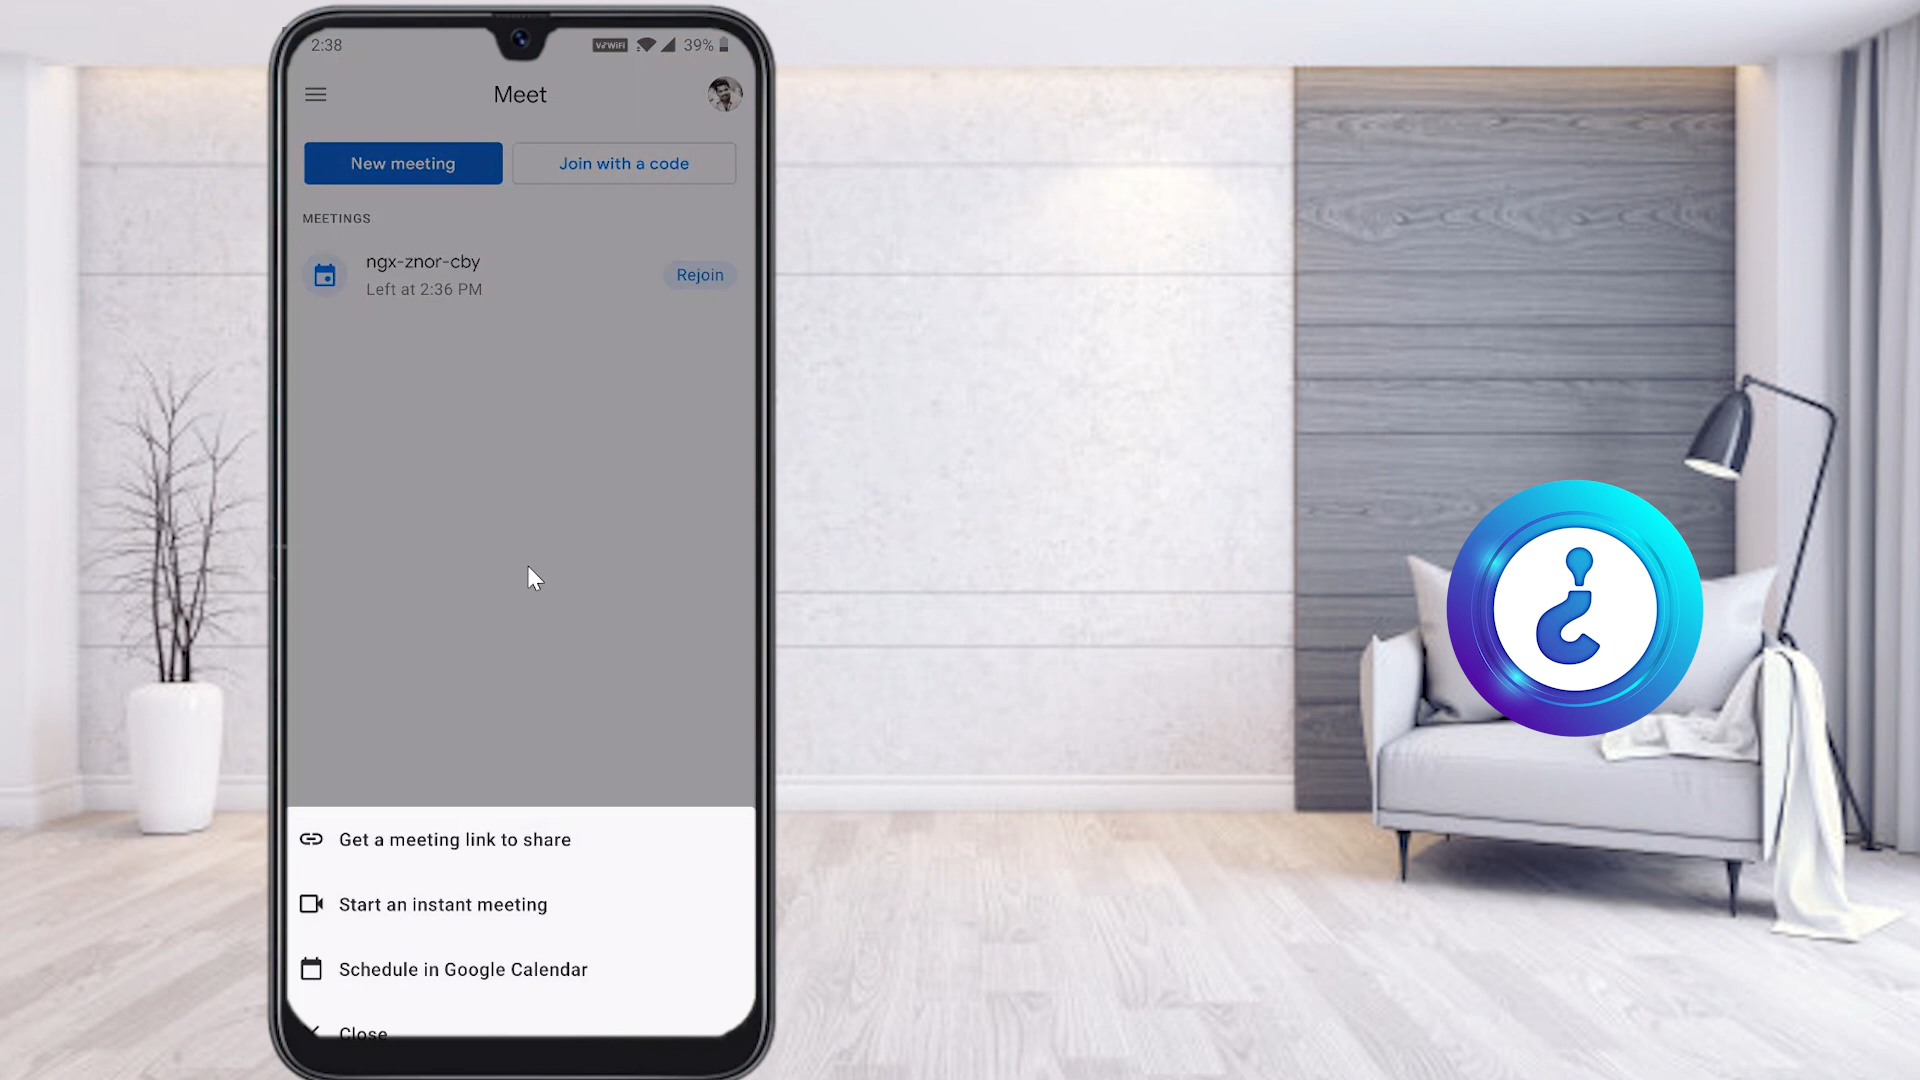 2:38
VoWiFi
39%
Meet
New meeting
Join with a code
MEETINGS
ngx-znor-cby
Left at 2:36 PM
Rejoin
Get a meeting link to share
Start an instant meeting
Schedule in Google Calendar
Close